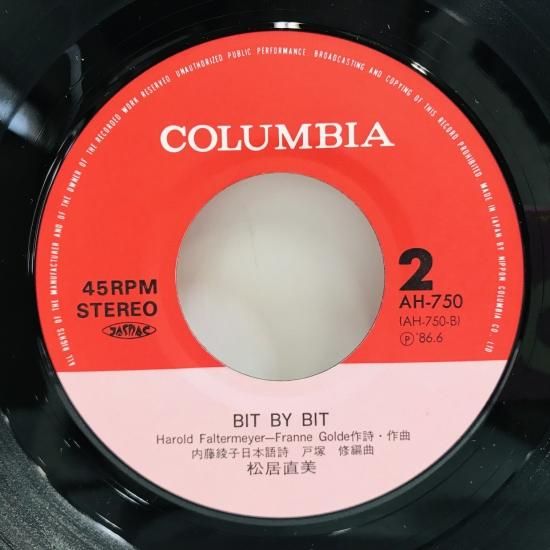 ALL RIGHTS OF THE MANUFACTURER AND OF THE OWNER OF THE RECORDED WORK RESERVED. UNAUTHORIZED PUBLIC PERFORMANCE, BROADCASTING AND COPYING OF THIS RECORD PROHIBITED. MADE IN JAPAN BY NIPPON COLUMBIA CO. LTD
COLUMBIA
45RPM
STEREO
JASRAC
2
AH-750
(AH-750-B)
Ⓟ '86.6
BIT BY BIT
Harold Faltermeyer—Franne Golde作詩・作曲
内藤綾子日本語詩 戸塚 修編曲
松居直美